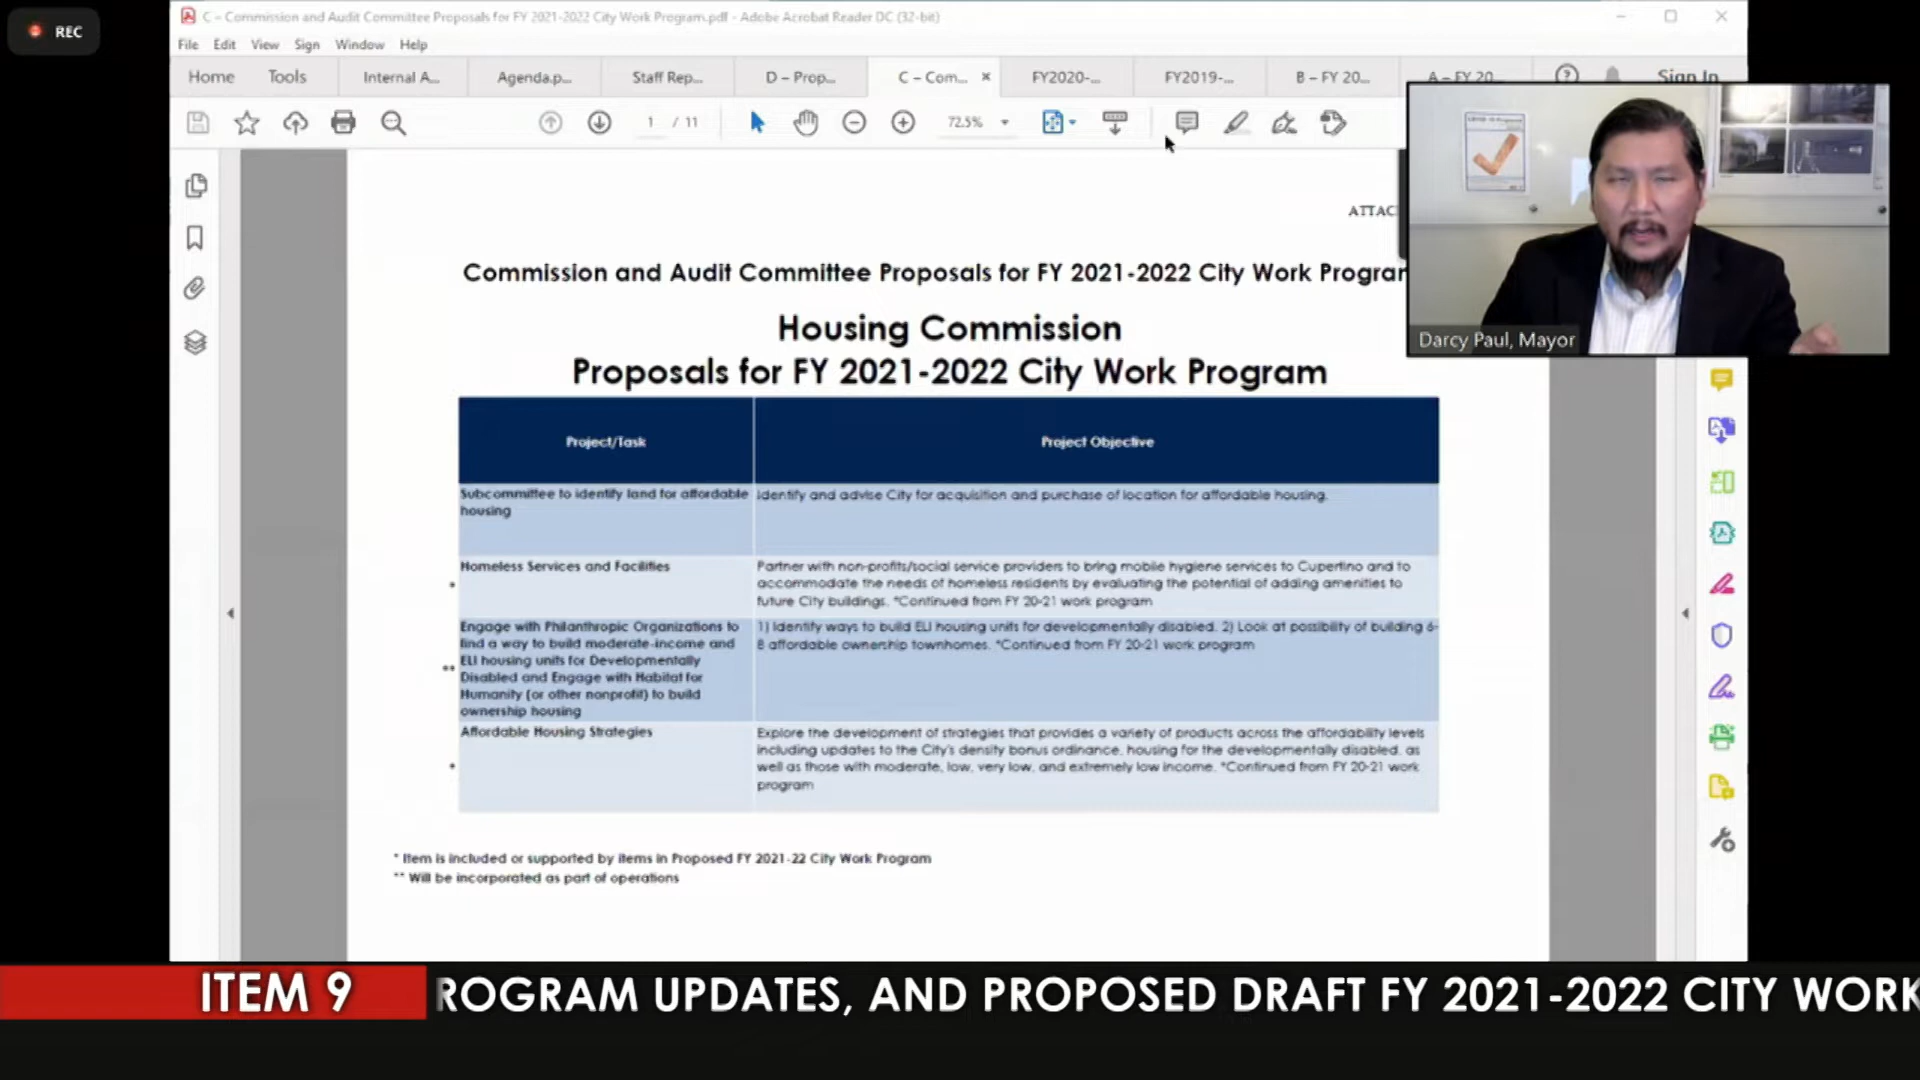 REC
C – Commission and Audit Committee Proposals for FY 2021-2022 City Work Program.pdf - Adobe Acrobat Reader DC (32-bit)
File Edit View Sign Window Help
Home Tools Internal A... Agenda.p... Staff Rep... D – Prop... C – Com... × FY2020-... FY2019-... B – FY 20... A – FY 20... Sign In
1 / 11 72.5%
ATTAC
Commission and Audit Committee Proposals for FY 2021-2022 City Work Progra
Darcy Paul, Mayor
Housing Commission
Proposals for FY 2021-2022 City Work Program
Project/Task Project Objective
Subcommittee to identify land for affordable
housing
Identify and advise City for acquisition and purchase of location for affordable housing.
* Homeless Services and Facilities
Partner with non-profits/social service providers to bring mobile hygiene services to Cupertino and to
accommodate the needs of homeless residents by evaluating the potential of adding amenities to
future City buildings. *Continued from FY 20-21 work program
** Engage with Philanthropic Organizations to
find a way to build moderate-income and
ELI housing units for Developmentally
Disabled and Engage with Habitat for
Humanity (or other nonprofit) to build
ownership housing
1) Identify ways to build ELI housing units for developmentally disabled. 2) Look at possibility of building 6-
8 affordable ownership townhomes. *Continued from FY 20-21 work program
* Affordable Housing Strategies
Explore the development of strategies that provides a variety of products across the affordability levels
including updates to the City's density bonus ordinance, housing for the developmentally disabled, as
well as those with moderate, low, very low, and extremely low income. *Continued from FY 20-21 work
program
* Item is included or supported by items in Proposed FY 2021-22 City Work Program
** Will be incorporated as part of operations
ITEM 9 ROGRAM UPDATES, AND PROPOSED DRAFT FY 2021-2022 CITY WORK